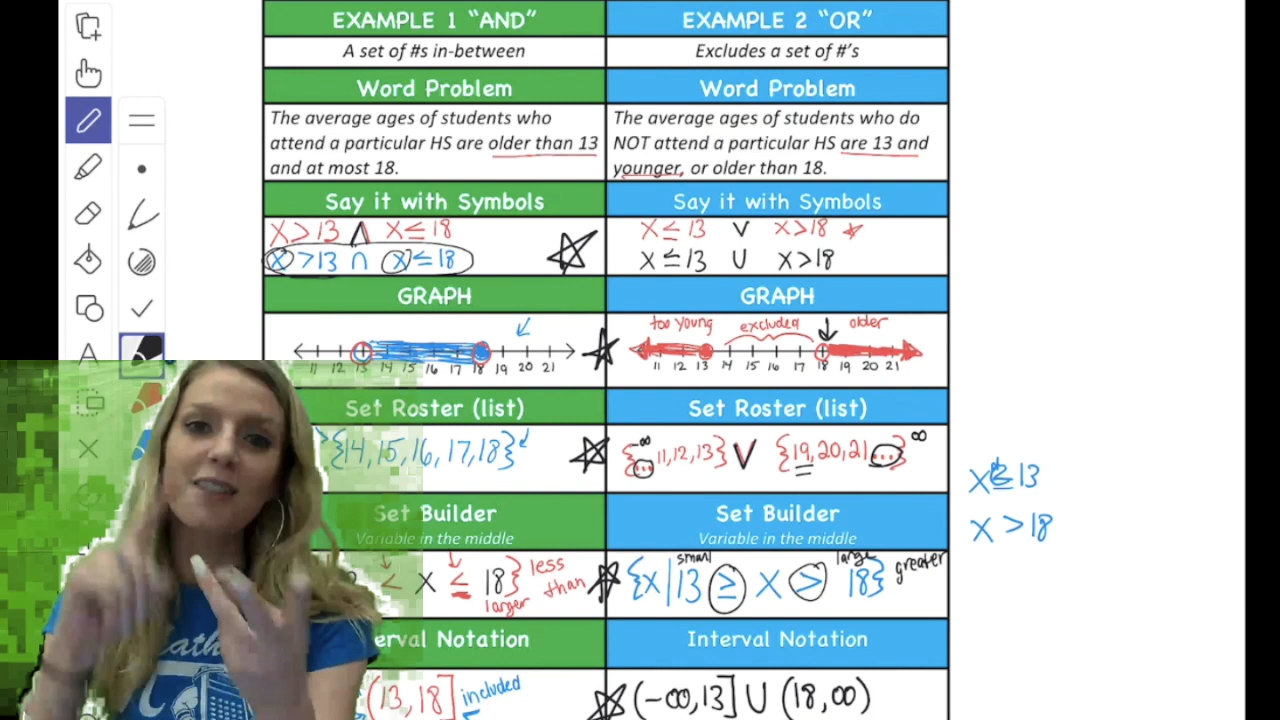 EXAMPLE 1 “AND”
A set of #s in-between
Word Problem
The average ages of students who
attend a particular HS are older than 13
and at most 18.
Say it with Symbols
X > 13 ∧ X ≤ 18
X > 13 ∩ X ≤ 18
GRAPH
11 12 13 14 15 16 17 18 19 20 21
Set Roster (list)
{14, 15, 16, 17, 18}
Set Builder
Variable in the middle
< X ≤ 18} less than
larger
erval Notation
(13, 18] included
EXAMPLE 2 “OR”
Excludes a set of #’s
Word Problem
The average ages of students who do
NOT attend a particular HS are 13 and
younger, or older than 18.
Say it with Symbols
X ≤ 13 ∨ X > 18
X ≤ 13 ∪ X > 18
GRAPH
too young excluded older
11 12 13 14 15 16 17 18 19 20 21
Set Roster (list)
-∞ ∞
{... 11, 12, 13} ∨ {19, 20, 21 ...}
Set Builder
Variable in the middle
small large greater
{X | 13 ≥ X > 18}
Interval Notation
(-∞, 13] ∪ (18, ∞)
X ≤ 13
X > 18
A